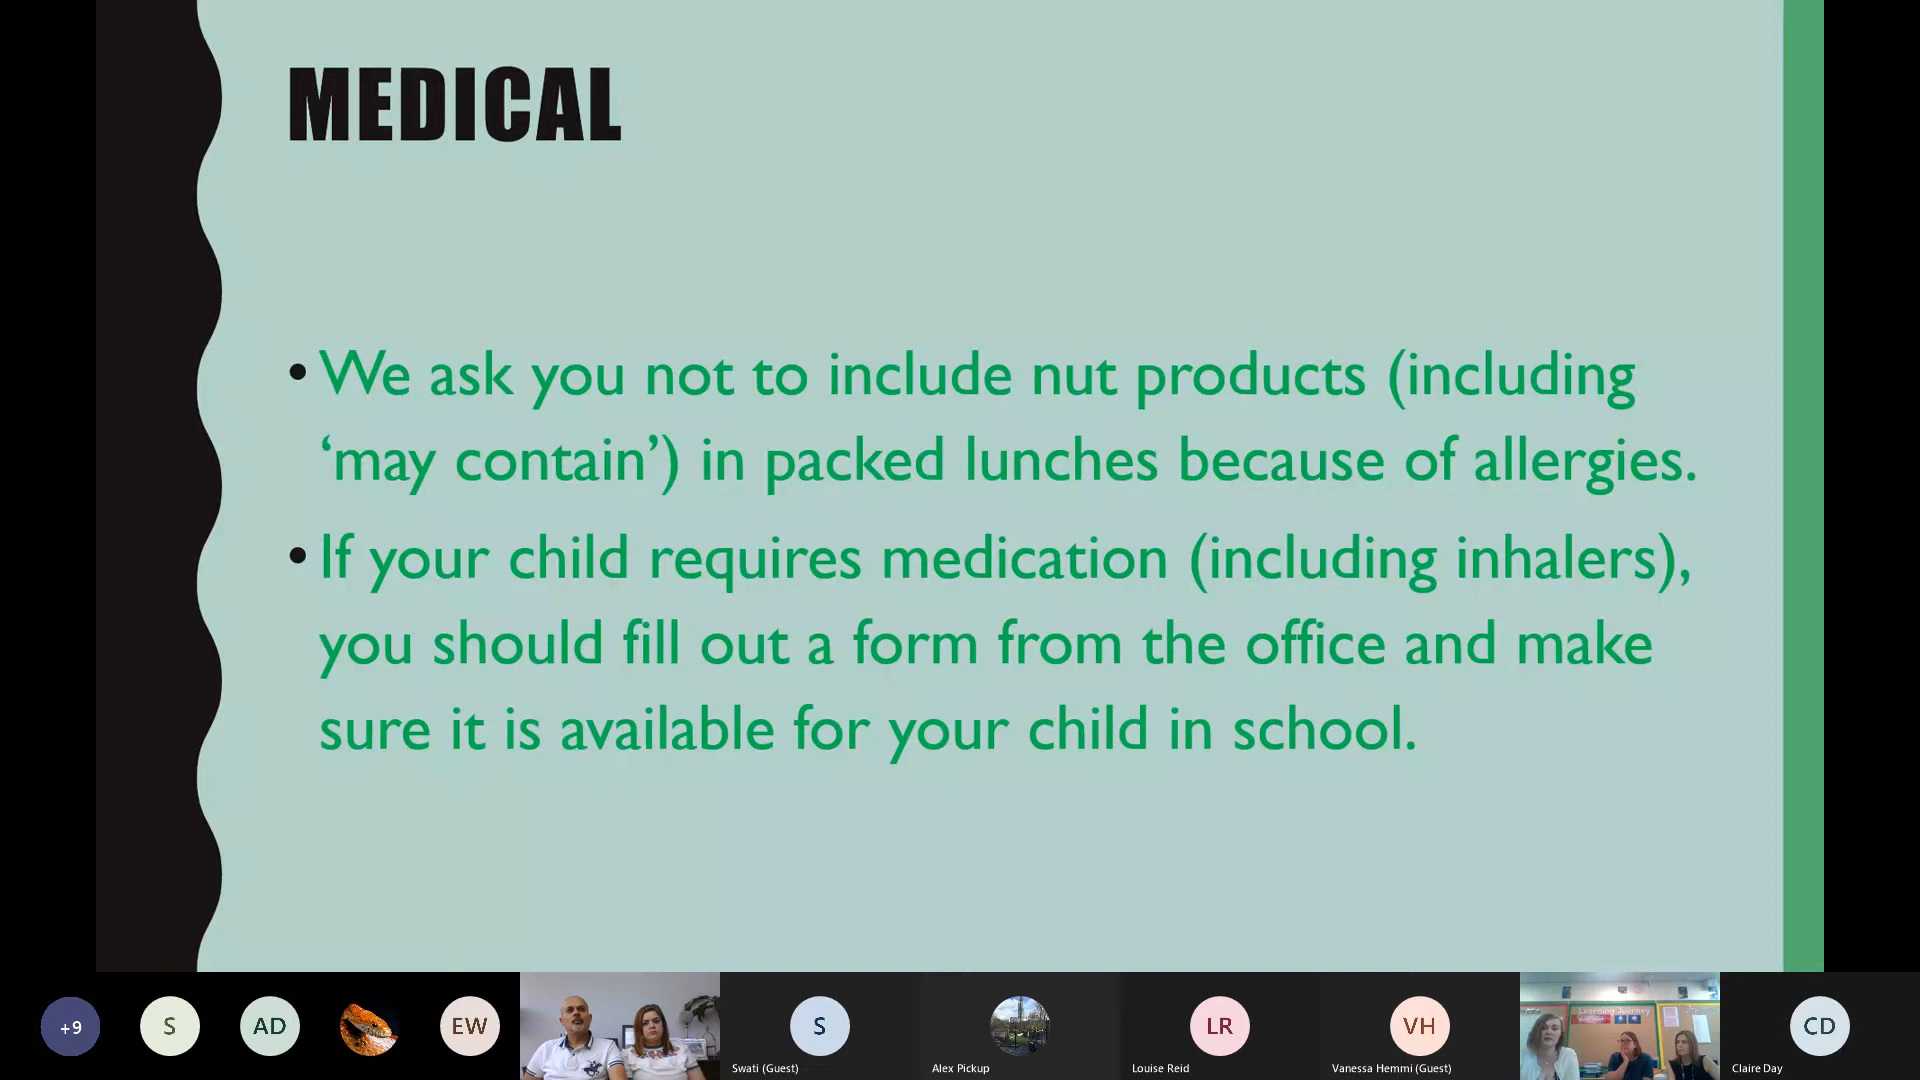 MEDICAL
• We ask you not to include nut products (including
‘may contain’) in packed lunches because of allergies.
• If your child requires medication (including inhalers),
you should fill out a form from the office and make
sure it is available for your child in school.
+9
S
AD
EW
S
Swati (Guest)
Alex Pickup
LR
Louise Reid
VH
Vanessa Hemmi (Guest)
Learning Journey
CD
Claire Day